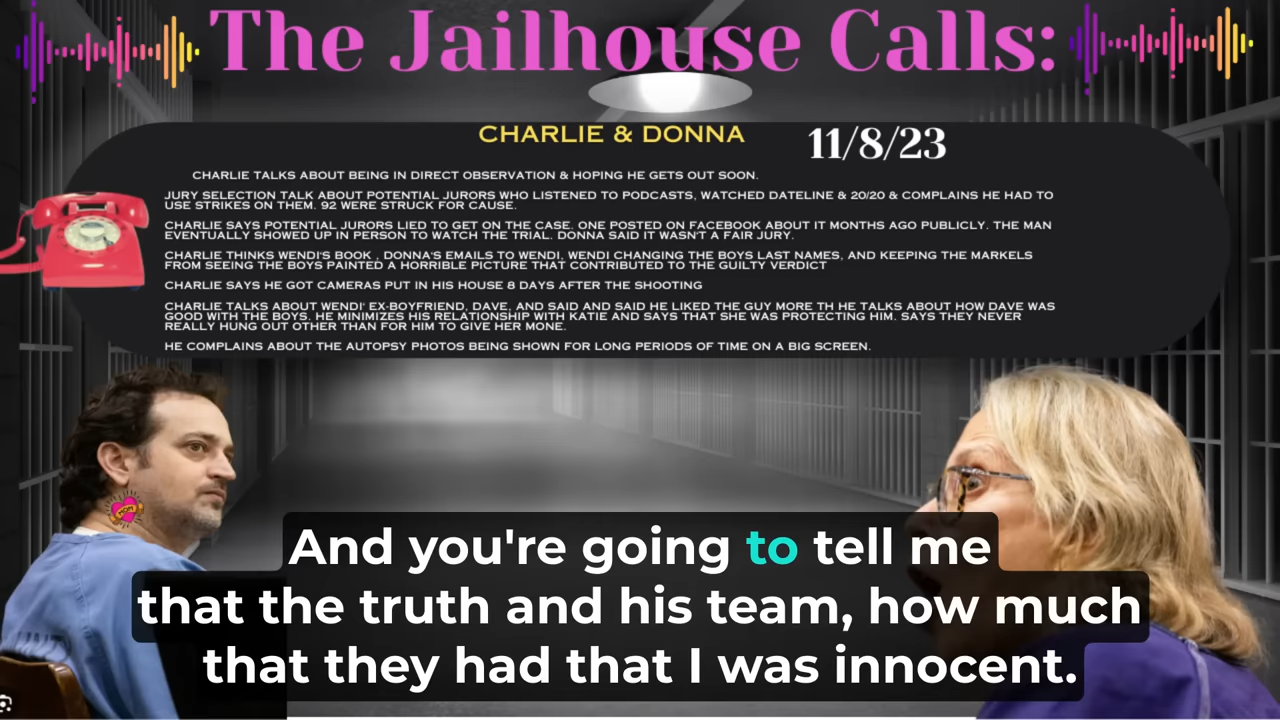 The Jailhouse Calls:
CHARLIE & DONNA
11/8/23
CHARLIE TALKS ABOUT BEING IN DIRECT OBSERVATION & HOPING HE GETS OUT SOON.
JURY SELECTION TALK ABOUT POTENTIAL JURORS WHO LISTENED TO PODCASTS, WATCHED DATELINE & 20/20 & COMPLAINS HE HAD TO
USE STRIKES ON THEM. 92 WERE STRUCK FOR CAUSE.
CHARLIE SAYS POTENTIAL JURORS LIED TO GET ON THE CASE. ONE POSTED ON FACEBOOK ABOUT IT MONTHS AGO PUBLICLY. THE MAN
EVENTUALLY SHOWED UP IN PERSON TO WATCH THE TRIAL. DONNA SAID IT WASN'T A FAIR JURY.
CHARLIE THINKS WENDI'S BOOK , DONNA'S EMAILS TO WENDI, WENDI CHANGING THE BOYS LAST NAMES, AND KEEPING THE MARKELS
FROM SEEING THE BOYS PAINTED A HORRIBLE PICTURE THAT CONTRIBUTED TO THE GUILTY VERDICT
CHARLIE SAYS HE GOT CAMERAS PUT IN HIS HOUSE 8 DAYS AFTER THE SHOOTING
CHARLIE TALKS ABOUT WENDI' EX-BOYFRIEND, DAVE, AND SAID AND SAID HE LIKED THE GUY MORE TH HE TALKS ABOUT HOW DAVE WAS
GOOD WITH THE BOYS. HE MINIMIZES HIS RELATIONSHIP WITH KATIE AND SAYS THAT SHE WAS PROTECTING HIM. SAYS THEY NEVER
REALLY HUNG OUT OTHER THAN FOR HIM TO GIVE HER MONE.
HE COMPLAINS ABOUT THE AUTOPSY PHOTOS BEING SHOWN FOR LONG PERIODS OF TIME ON A BIG SCREEN.
MOM
And you're going to tell me
that the truth and his team, how much
that they had that I was innocent.